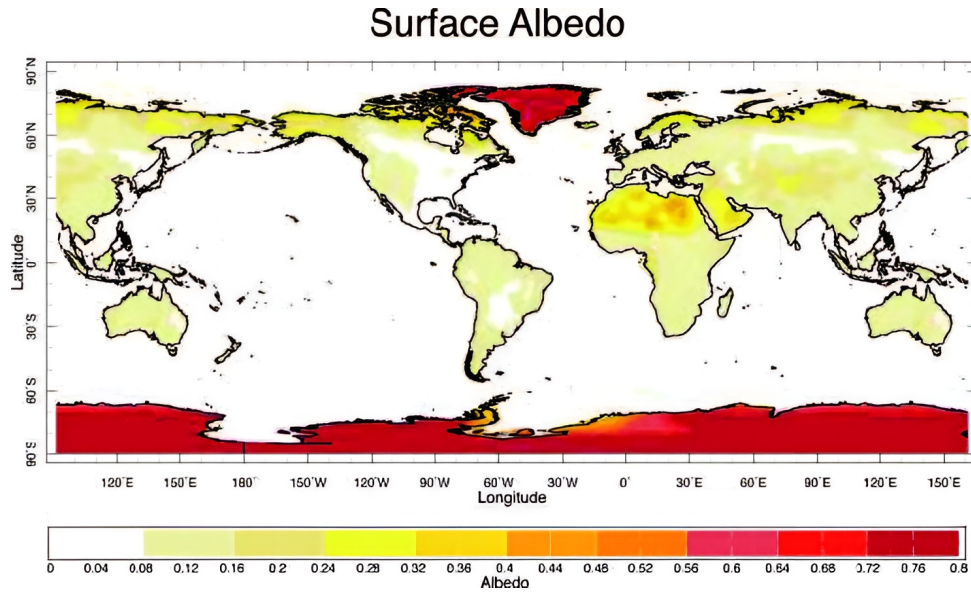 Surface Albedo
90°N
60°N
30°N
0°
30°S
60°S
90°S
Latitude
120°E 150°E 180° 150°W 120°W 90°W 60°W 30°W 0° 30°E 60°E 90°E 120°E 150°E
Longitude
0 0.04 0.08 0.12 0.16 0.2 0.24 0.28 0.32 0.36 0.4 0.44 0.48 0.52 0.56 0.6 0.64 0.68 0.72 0.76 0.8
Albedo